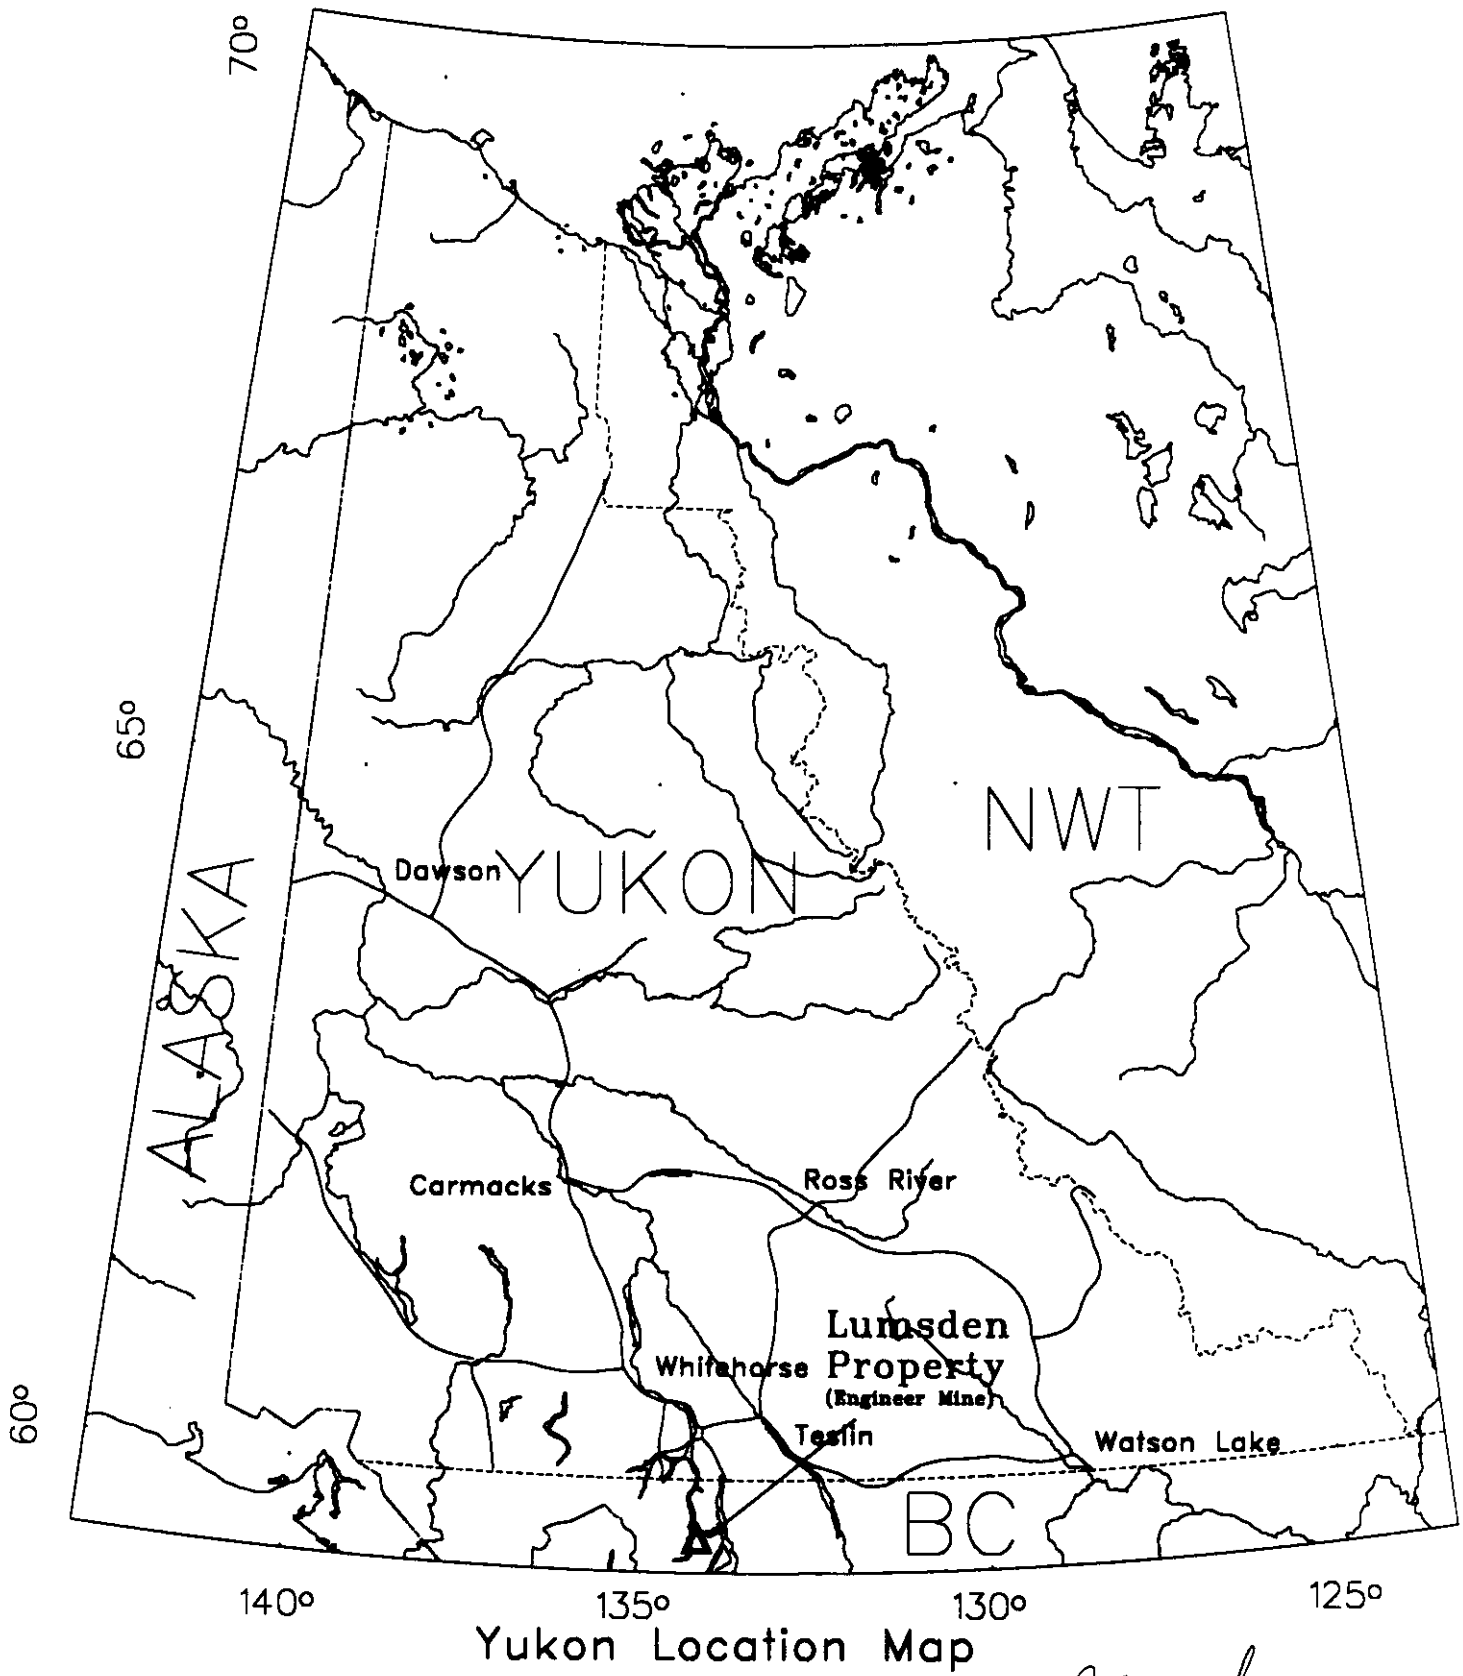 70°
65°
NWT
Dawson
YUKON
ALASKA
Carmacks
Ross River
Lumsden
Whitehorse Property
(Engineer Mine)
Teslin
Watson Lake
60°
BC
140° 135° 130° 125°
Yukon Location Map